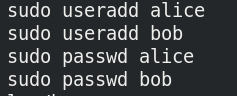 sudo useradd alice
sudo useradd bob
sudo passwd alice
sudo passwd bob